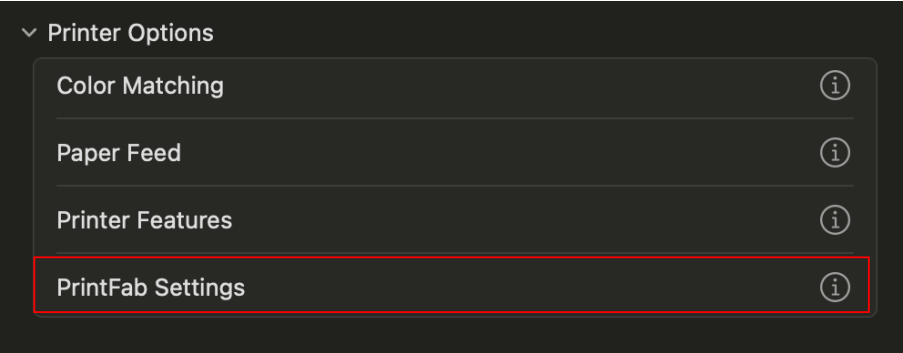 Printer Options
Color Matching
Paper Feed
Printer Features
PrintFab Settings